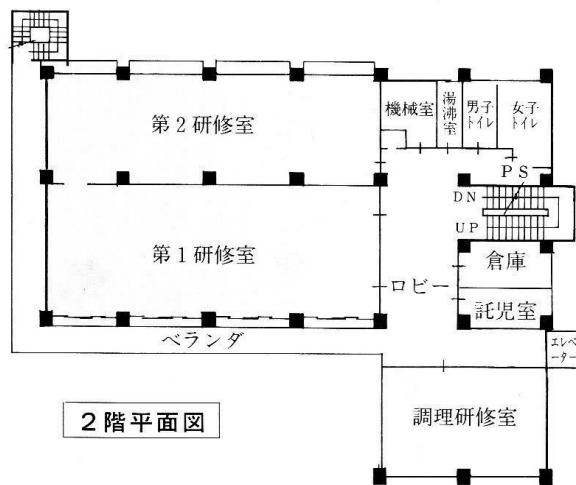 第2研修室
機械室
湯沸室
男子
トイレ
女子
トイレ
PS
DN
UP
第1研修室
ロビー
倉庫
託児室
ベランダ
エレベ
ーター
調理研修室
2階平面図